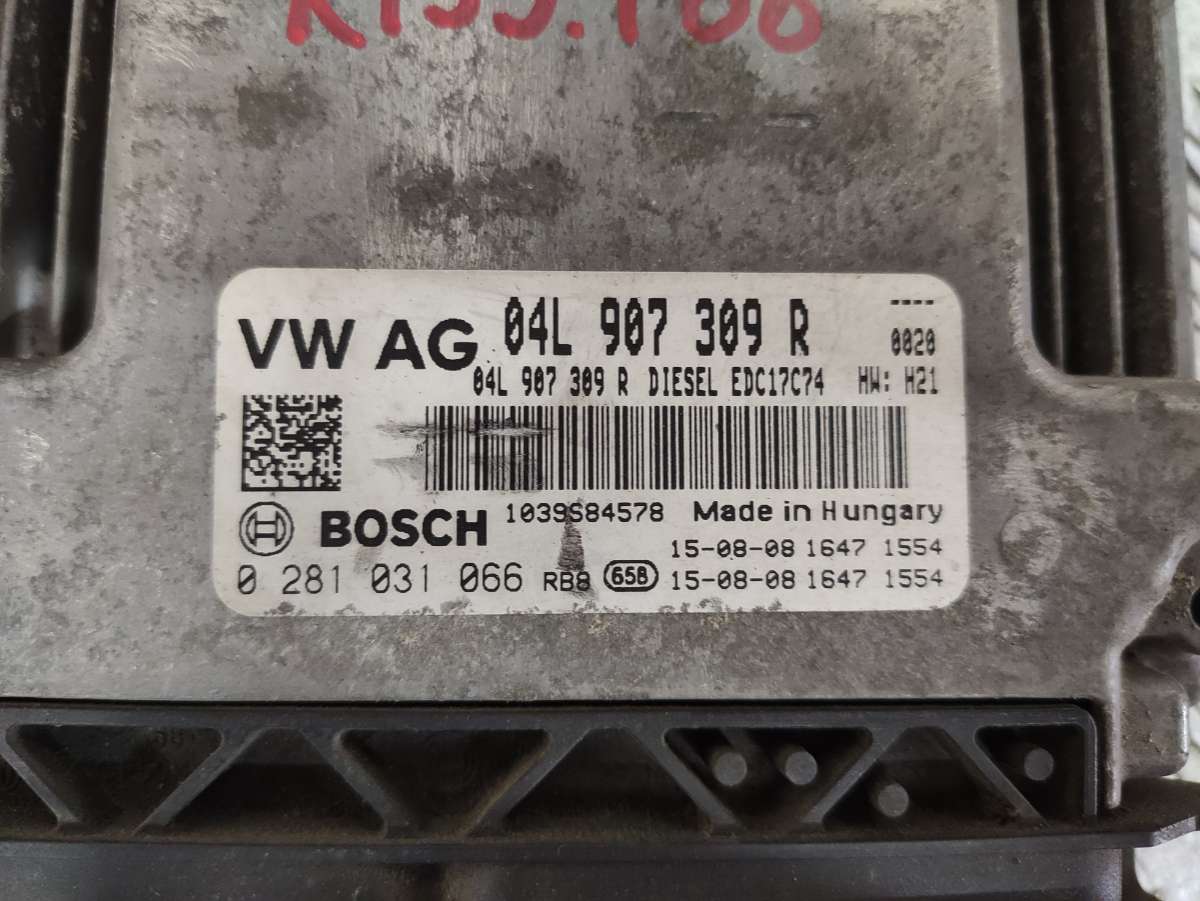 VW AG 04L 907 309 R ----
0020
04L 907 309 R DIESEL EDC17C74 HW: H21
BOSCH 1039S84578 Made in Hungary
15-08-08 1647 1554
0 281 031 066 RB8 658 15-08-08 1647 1554